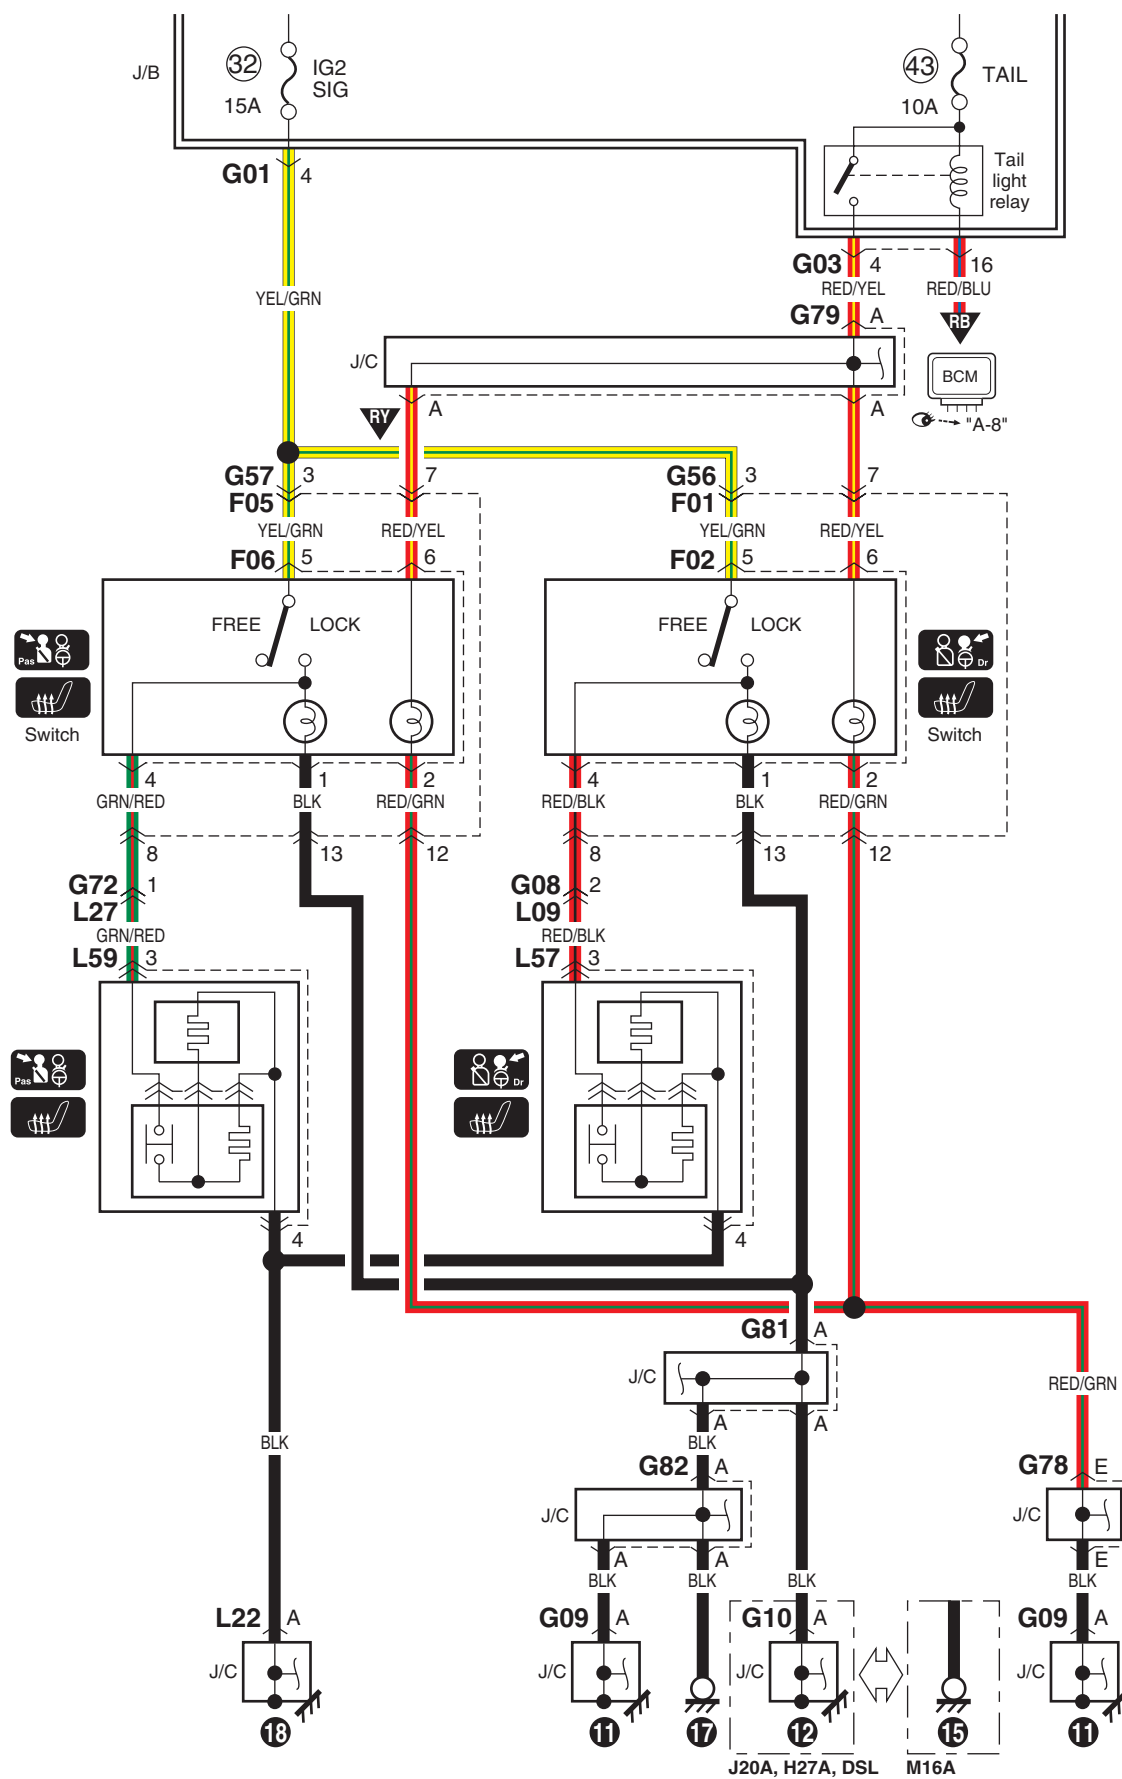 J/B
32
15A
IG2
SIG
43
10A
TAIL
Tail
light
relay
G01 4
G03 4
16
YEL/GRN
RED/YEL
RED/BLU
G79 A
RB
J/C
BCM
"A-8"
A
A
RY
G57 3
F05
7
G56 3
F01
7
YEL/GRN
RED/YEL
YEL/GRN
RED/YEL
F06 5
6
F02 5
6
FREE LOCK
FREE LOCK
Pas
Switch
Dr
Switch
4
1
2
4
1
2
GRN/RED
BLK
RED/GRN
RED/BLK
BLK
RED/GRN
8
13
12
8
13
12
G72 1
L27
G08 2
L09
GRN/RED
RED/BLK
L59 3
L57 3
Pas
Dr
4
4
G81 A
J/C
RED/GRN
A
A
BLK
BLK
G82 A
G78 E
J/C
J/C
A
A
E
BLK
BLK
BLK
BLK
L22 A
G09 A
G10 A
G09 A
J/C
J/C
J/C
J/C
18
11
17
12
15
11
J20A, H27A, DSL
M16A